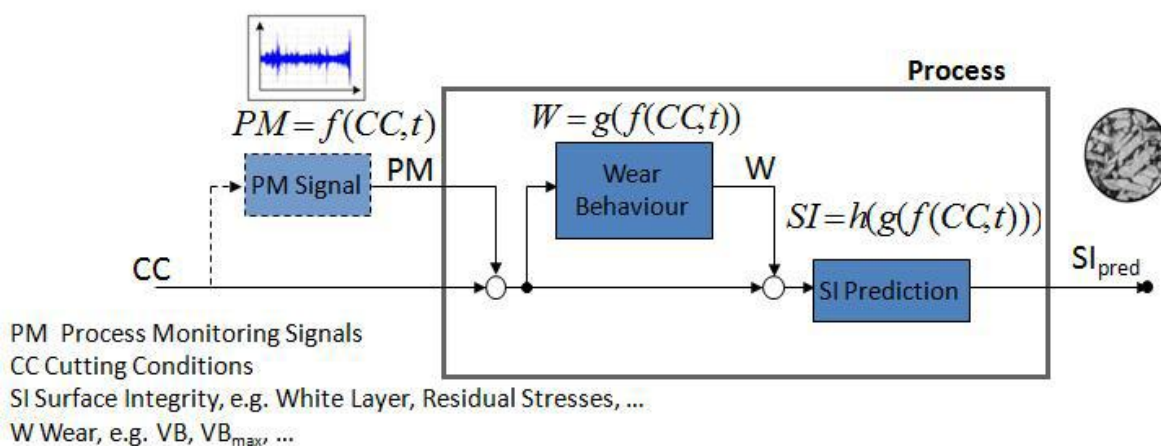 Process
PM = f(CC,t)
W = g(f(CC,t))
PM Signal
PM
Wear
Behaviour
W
SI = h(g(f(CC,t)))
CC
SI Prediction
SIpred
PM Process Monitoring Signals
CC Cutting Conditions
SI Surface Integrity, e.g. White Layer, Residual Stresses, ...
W Wear, e.g. VB, VBmax, ...